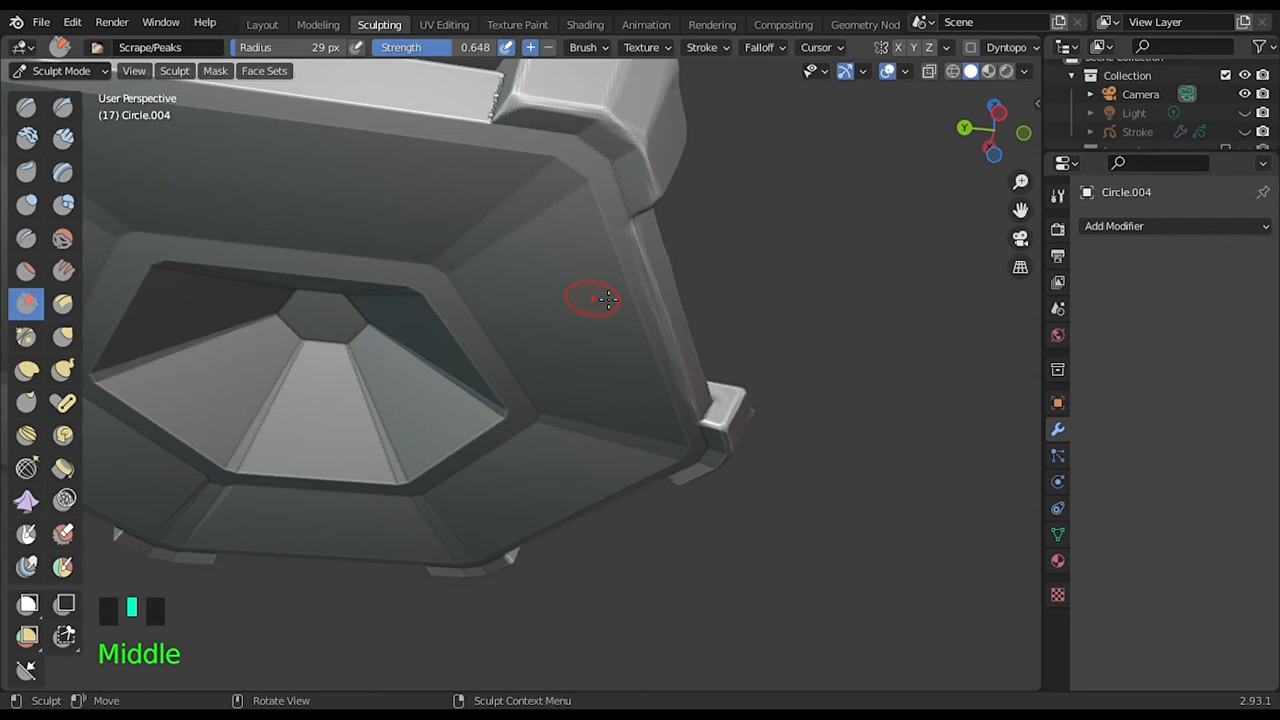 File Edit Render Window Help Layout Modeling Sculpting UV Editing Texture Paint Shading Animation Rendering Compositing Geometry Nod Scene View Layer
Scrape/Peaks Radius 29 px Strength 0.648 Brush Texture Stroke Falloff Cursor X Y Z Dyntopo
Sculpt Mode View Sculpt Mask Face Sets
Scene Collection
Collection
Camera
Light
Stroke
User Perspective
(17) Circle.004
Y
Circle.004
Add Modifier
Middle
Sculpt Move Rotate View Sculpt Context Menu 2.93.1